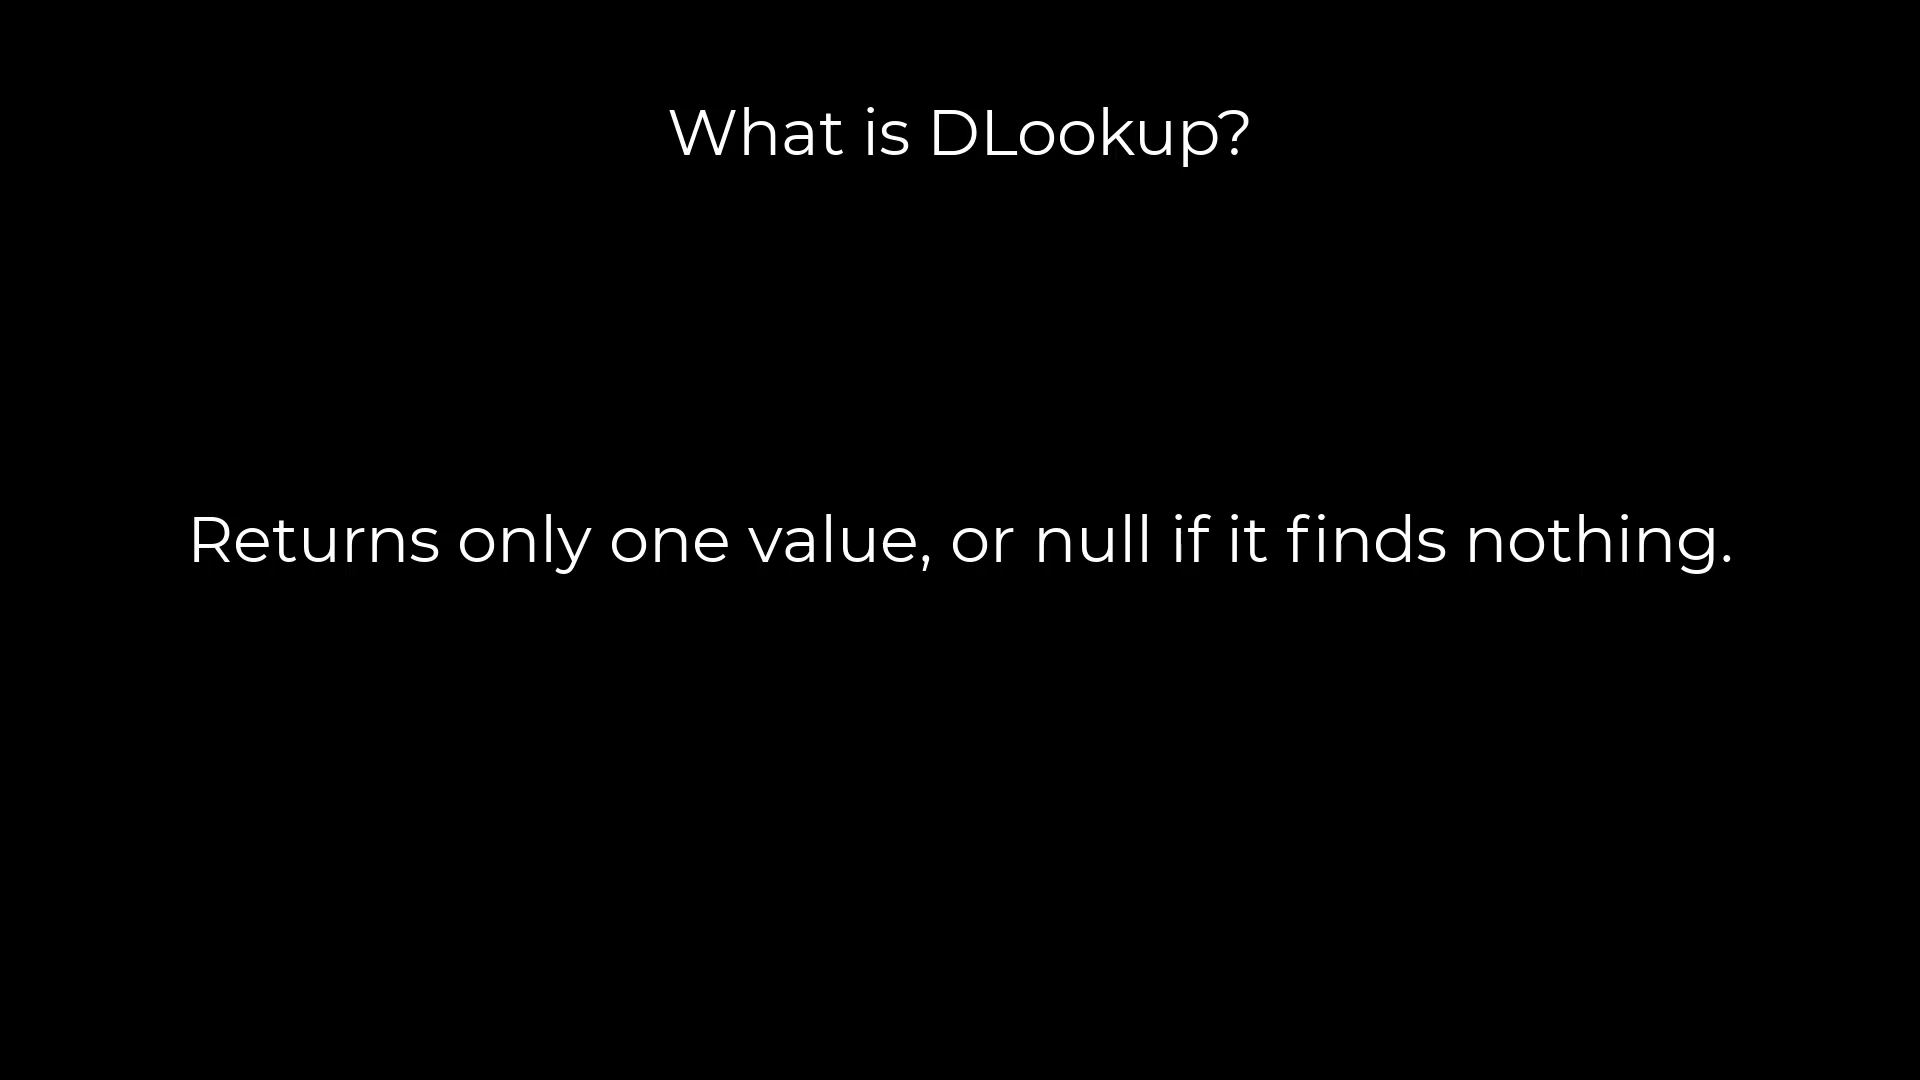 What is DLookup?
Returns only one value, or null if it finds nothing.